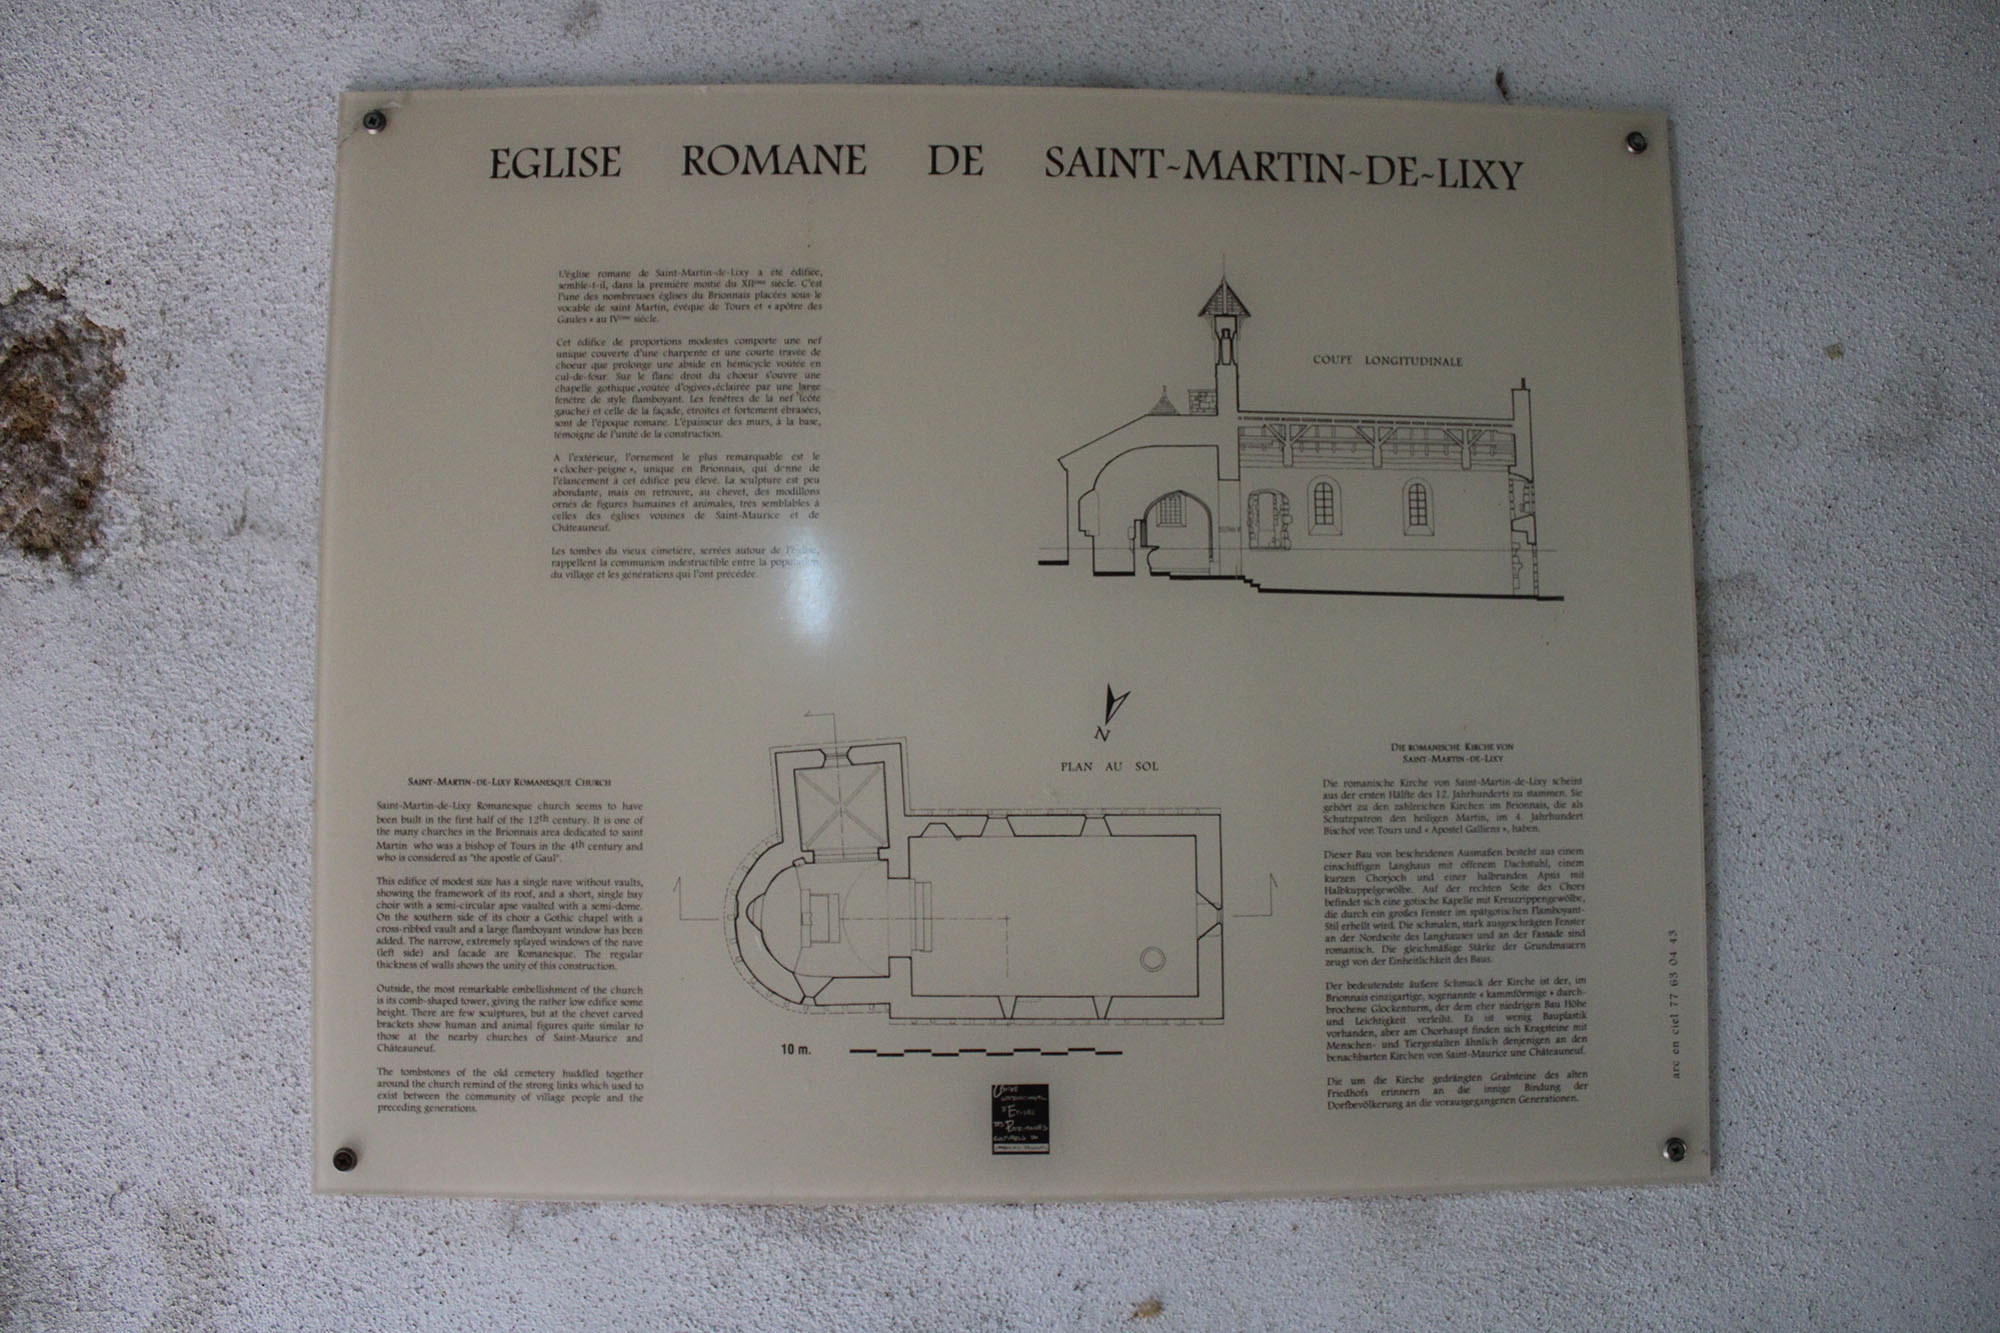 EGLISE ROMANE DE SAINT-MARTIN-DE-LIXY
L'église romane de Saint-Martin-de-Lixy a été édifiée,
semble-t-il, dans la première moitié du XIIème siècle. C'est
l'une des nombreuses églises du Brionnais placées sous le
vocable de saint Martin, évêque de Tours et « apôtre des
Gaules » au IVème siècle.
Cet édifice de proportions modestes comporte une nef
unique couverte d'une charpente et une courte travée de
choeur que prolonge une abside en hémicycle voûtée en
cul-de-four. Sur le flanc droit du choeur s'ouvre une
chapelle gothique ,voûtée d'ogives ,éclairée par une large
fenêtre de style flamboyant. Les fenêtres de la nef (côté
gauche) et celle de la façade, étroites et fortement ébrasées,
sont de l'époque romane. L'épaisseur des murs, à la base,
témoigne de l'unité de la construction.
A l'extérieur, l'ornement le plus remarquable est le
« clocher-peigne », unique en Brionnais, qui donne de
l'élancement à cet édifice peu élevé. La sculpture est peu
abondante, mais on retrouve, au chevet, des modillons
ornés de figures humaines et animales, très semblables à
celles des églises voisines de Saint-Maurice et de
Châteauneuf.
Les tombes du vieux cimetière, serrées autour de l'église,
rappellent la communion indestructible entre la population
du village et les générations qui l'ont précédée.
COUPE LONGITUDINALE
N
PLAN AU SOL
SAINT-MARTIN-DE-LIXY ROMANESQUE CHURCH
Saint-Martin-de-Lixy Romanesque church seems to have
been built in the first half of the 12th century. It is one of
the many churches in the Brionnais area dedicated to saint
Martin who was a bishop of Tours in the 4th century and
who is considered as "the apostle of Gaul".
This edifice of modest size has a single nave without vaults,
showing the framework of its roof, and a short, single bay
choir with a semi-circular apse vaulted with a semi-dome.
On the southern side of its choir a Gothic chapel with a
cross-ribbed vault and a large flamboyant window has been
added. The narrow, extremely splayed windows of the nave
(left side) and facade are Romanesque. The regular
thickness of walls shows the unity of this construction.
Outside, the most remarkable embellishment of the church
is its comb-shaped tower, giving the rather low edifice some
height. There are few sculptures, but at the chevet carved
brackets show human and animal figures quite similar to
those at the nearby churches of Saint-Maurice and
Châteauneuf.
The tombstones of the old cemetery huddled together
around the church remind of the strong links which used to
exist between the community of village people and the
preceding generations.
10 m.
DIE ROMANISCHE KIRCHE VON
SAINT-MARTIN-DE-LIXY
Die romanische Kirche von Saint-Martin-de-Lixy scheint
aus der ersten Hälfte des 12. Jahrhunderts zu stammen. Sie
gehört zu den zahlreichen Kirchen im Brionnais, die als
Schutzpatron den heiligen Martin, im 4. Jahrhundert
Bischof von Tours und « Apostel Galliens », haben.
Dieser Bau von bescheidenen Ausmaßen besteht aus einem
einschiffigen Langhaus mit offenem Dachstuhl, einem
kurzen Chorjoch und einer halbrunden Apsis mit
Halbkuppelgewölbe. Auf der rechten Seite des Chors
befindet sich eine gotische Kapelle mit Kreuzrippengewölbe,
die durch ein großes Fenster im spätgotischen Flamboyant-
Stil erhellt wird. Die schmalen, stark ausgeschrägten Fenster
an der Nordseite des Langhauses und an der Fassade sind
romanisch. Die gleichmäßige Stärke der Grundmauern
zeugt von der Einheitlichkeit des Baus.
Der bedeutendste äußere Schmuck der Kirche ist der, im
Brionnais einzigartige, sogenannte « kammförmige » durch-
brochene Glockenturm, der dem eher niedrigen Bau Höhe
und Leichtigkeit verleiht. Es ist wenig Bauplastik
vorhanden, aber am Chorhaupt finden sich Kragsteine mit
Menschen- und Tiergestalten ähnlich denjenigen an den
benachbarten Kirchen von Saint-Maurice une Châteauneuf.
Die um die Kirche gedrängten Grabsteine des alten
Friedhofs erinnern an die innige Bindung der
Dorfbevölkerung an die vorausgegangenen Generationen.
arc en ciel 77 63 04 43